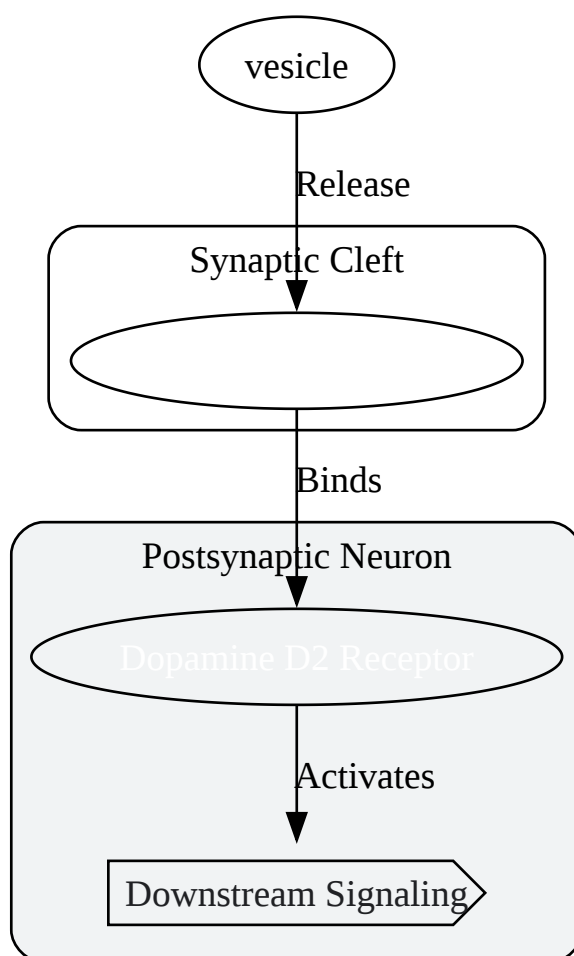 vesicle
Release
Synaptic Cleft
Binds
Postsynaptic Neuron
Dopamine D2 Receptor
Activates
Downstream Signaling